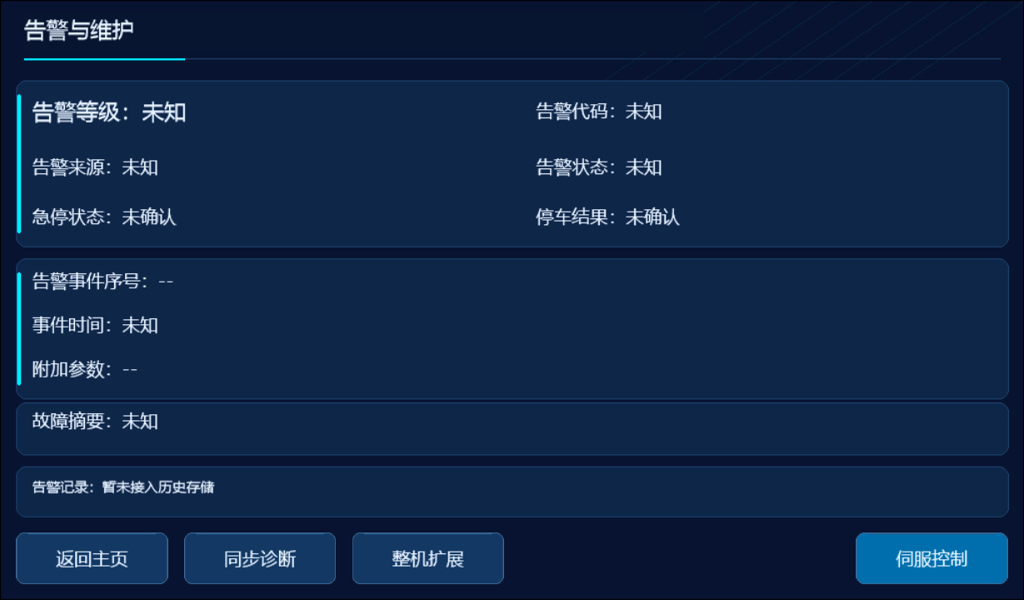 告警与维护
告警等级：未知
告警代码：未知
告警来源：未知
告警状态：未知
急停状态：未确认
停车结果：未确认
告警事件序号：--
事件时间：未知
附加参数：--
故障摘要：未知
告警记录：暂未接入历史存储
返回主页
同步诊断
整机扩展
伺服控制